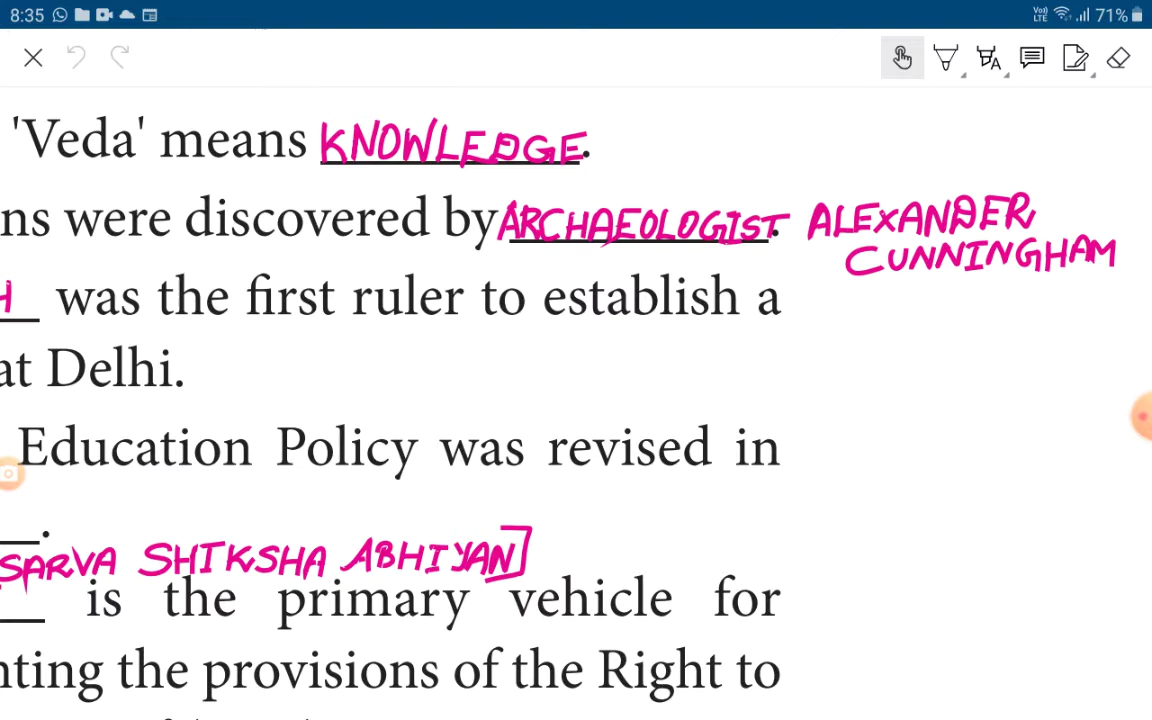 8:35 Vo) LTE 71%
'Veda' means KNOWLEDGE.
ns were discovered by ARCHAEOLOGIST. ALEXANDER
CUNNINGHAM
H was the first ruler to establish a
at Delhi.
Education Policy was revised in
.
SARVA SHIKSHA ABHIYAN]
is the primary vehicle for
nting the provisions of the Right to